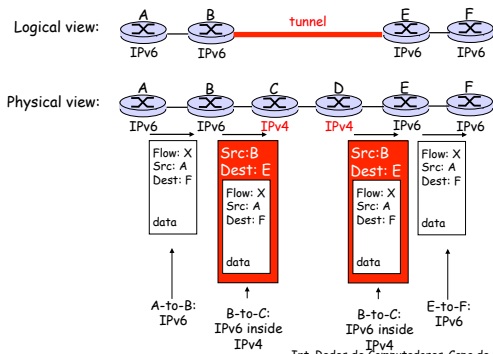 Logical view:
A
B
tunnel
E
F
IPv6
IPv6
IPv6
IPv6
Physical view:
A
B
C
D
E
F
IPv6
IPv6
IPv4
IPv4
IPv6
IPv6
Flow: X
Src: A
Dest: F
data
Src:B
Dest: E
Flow: X
Src: A
Dest: F
data
Src:B
Dest: E
Flow: X
Src: A
Dest: F
data
Flow: X
Src: A
Dest: F
data
A-to-B:
IPv6
B-to-C:
IPv6 inside
IPv4
B-to-C:
IPv6 inside
IPv4
E-to-F:
IPv6